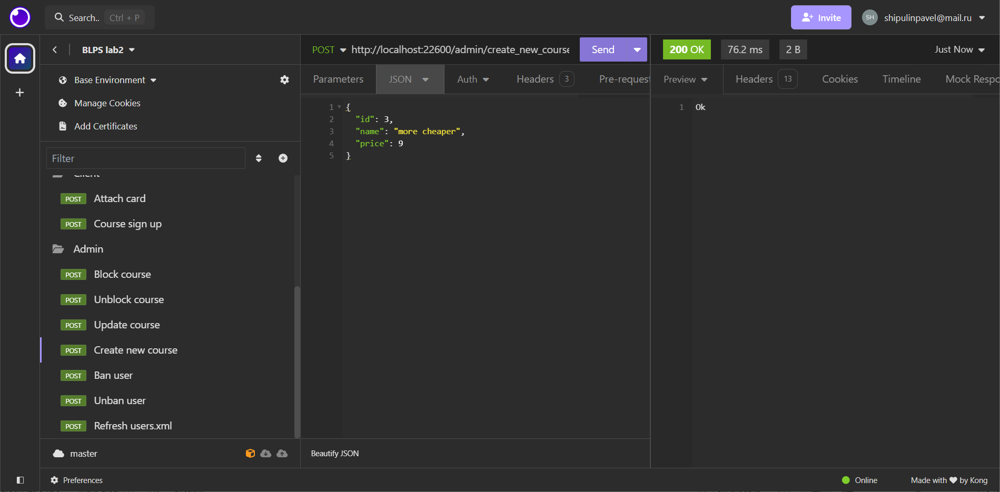 Search..
Ctrl + P
Invite
SH
shipulinpavel@mail.ru
BLPS lab2
POST
http://localhost:22600/admin/create_new_course
Send
200 OK
76.2 ms
2 B
Just Now
Base Environment
Manage Cookies
Add Certificates
Parameters
JSON
Auth
Headers
3
Pre-request
Preview
Headers
13
Cookies
Timeline
Mock Respo
1 {
2 "id": 3,
3 "name": "more cheaper",
4 "price": 9
5 }
1 Ok
Filter
Client
POST Attach card
POST Course sign up
Admin
POST Block course
POST Unblock course
POST Update course
POST Create new course
POST Ban user
POST Unban user
POST Refresh users.xml
master
Beautify JSON
Preferences
Online
Made with ❤ by Kong